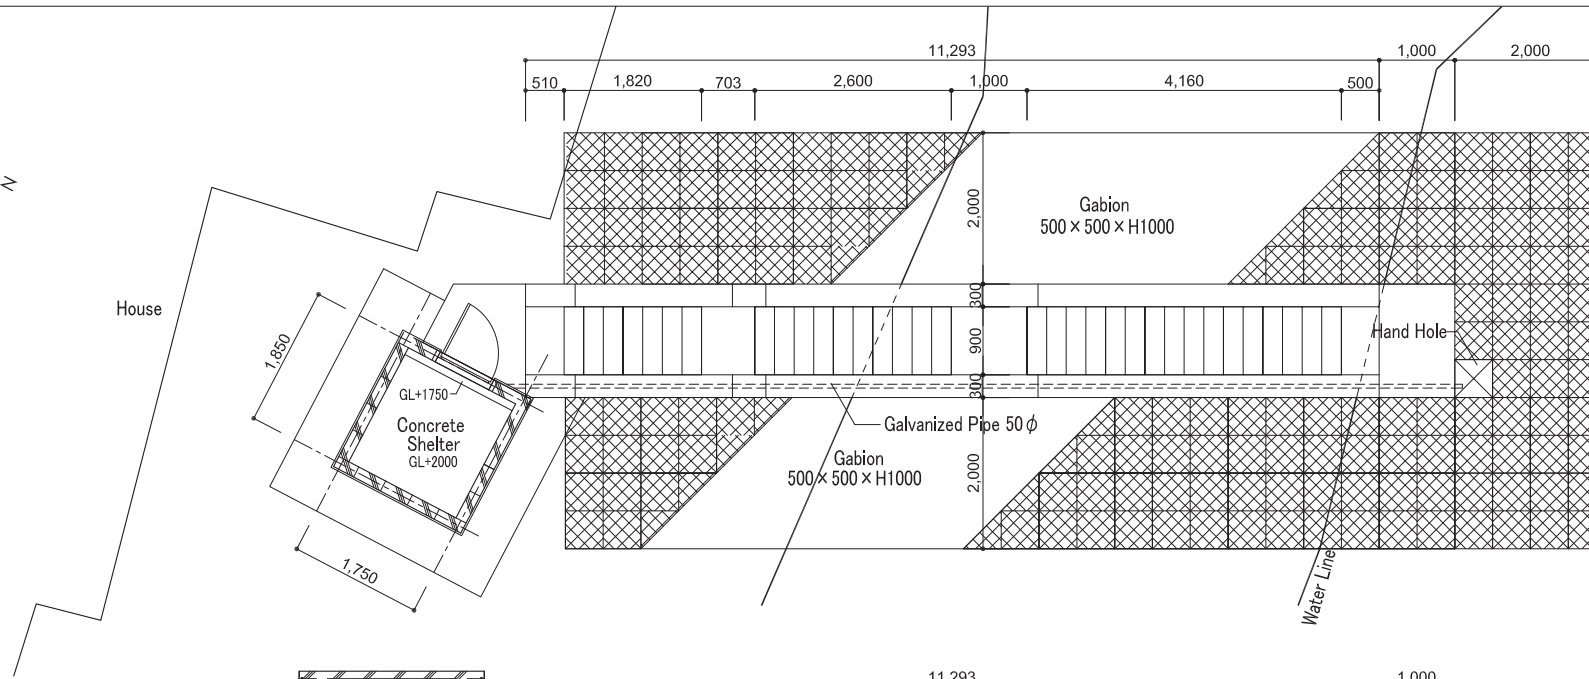 11,293
1,000
2,000
510
1,820
703
2,600
1,000
4,160
500
N
2,000
Gabion
500 × 500 × H1000
House
300
1,850
900
Hand Hole
GL+1750
300
Concrete
Shelter
GL+2000
Galvanized Pipe 50ϕ
Gabion
500 × 500 × H1000
2,000
1,750
Water Line
11,293
1,000